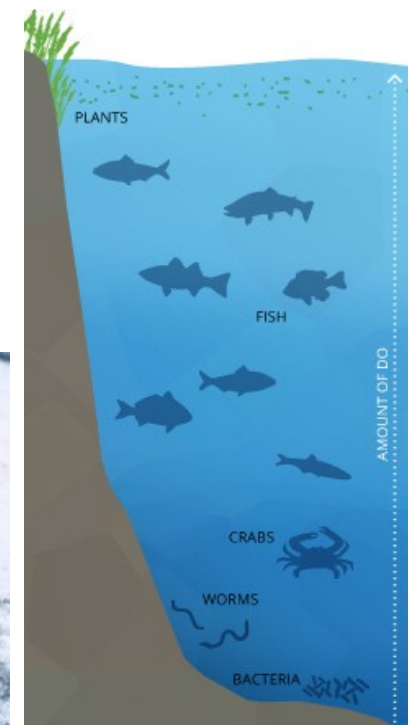 PLANTS
FISH
AMOUNT OF DO
CRABS
WORMS
BACTERIA